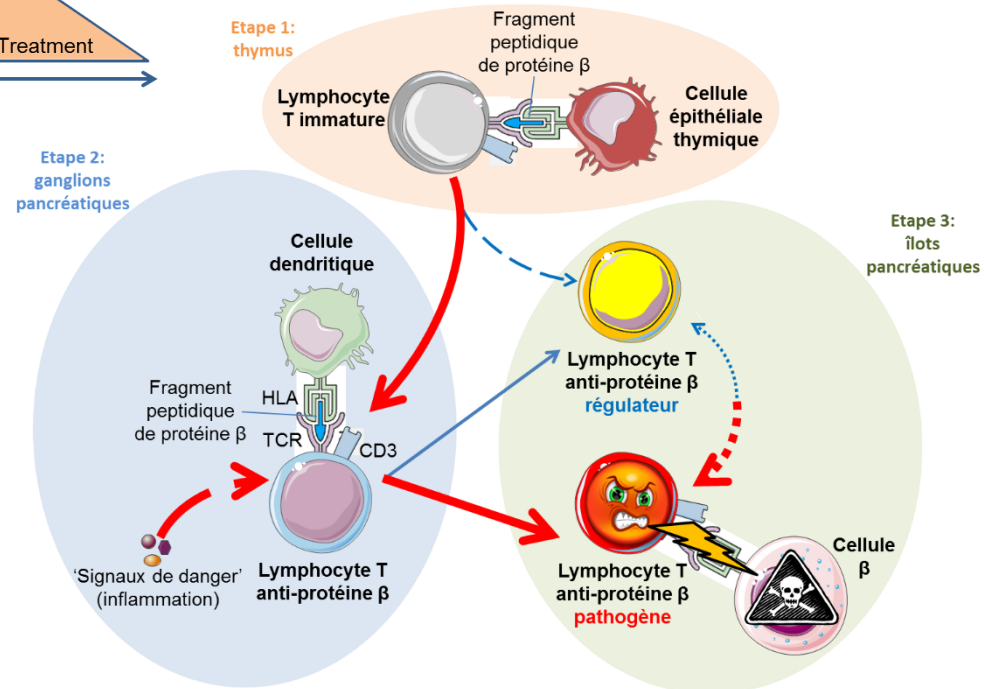 Treatment
Etape 1:
thymus
Fragment
peptidique
de protéine β
Lymphocyte
T immature
Cellule
épithéliale
thymique
Etape 2:
ganglions
pancréatiques
Cellule
dendritique
Fragment
peptidique
de protéine β
HLA
TCR
CD3
'Signaux de danger'
(inflammation)
Lymphocyte T
anti-protéine β
Etape 3:
îlots
pancréatiques
Lymphocyte T
anti-protéine β
régulateur
Lymphocyte T
anti-protéine β
pathogène
Cellule
β